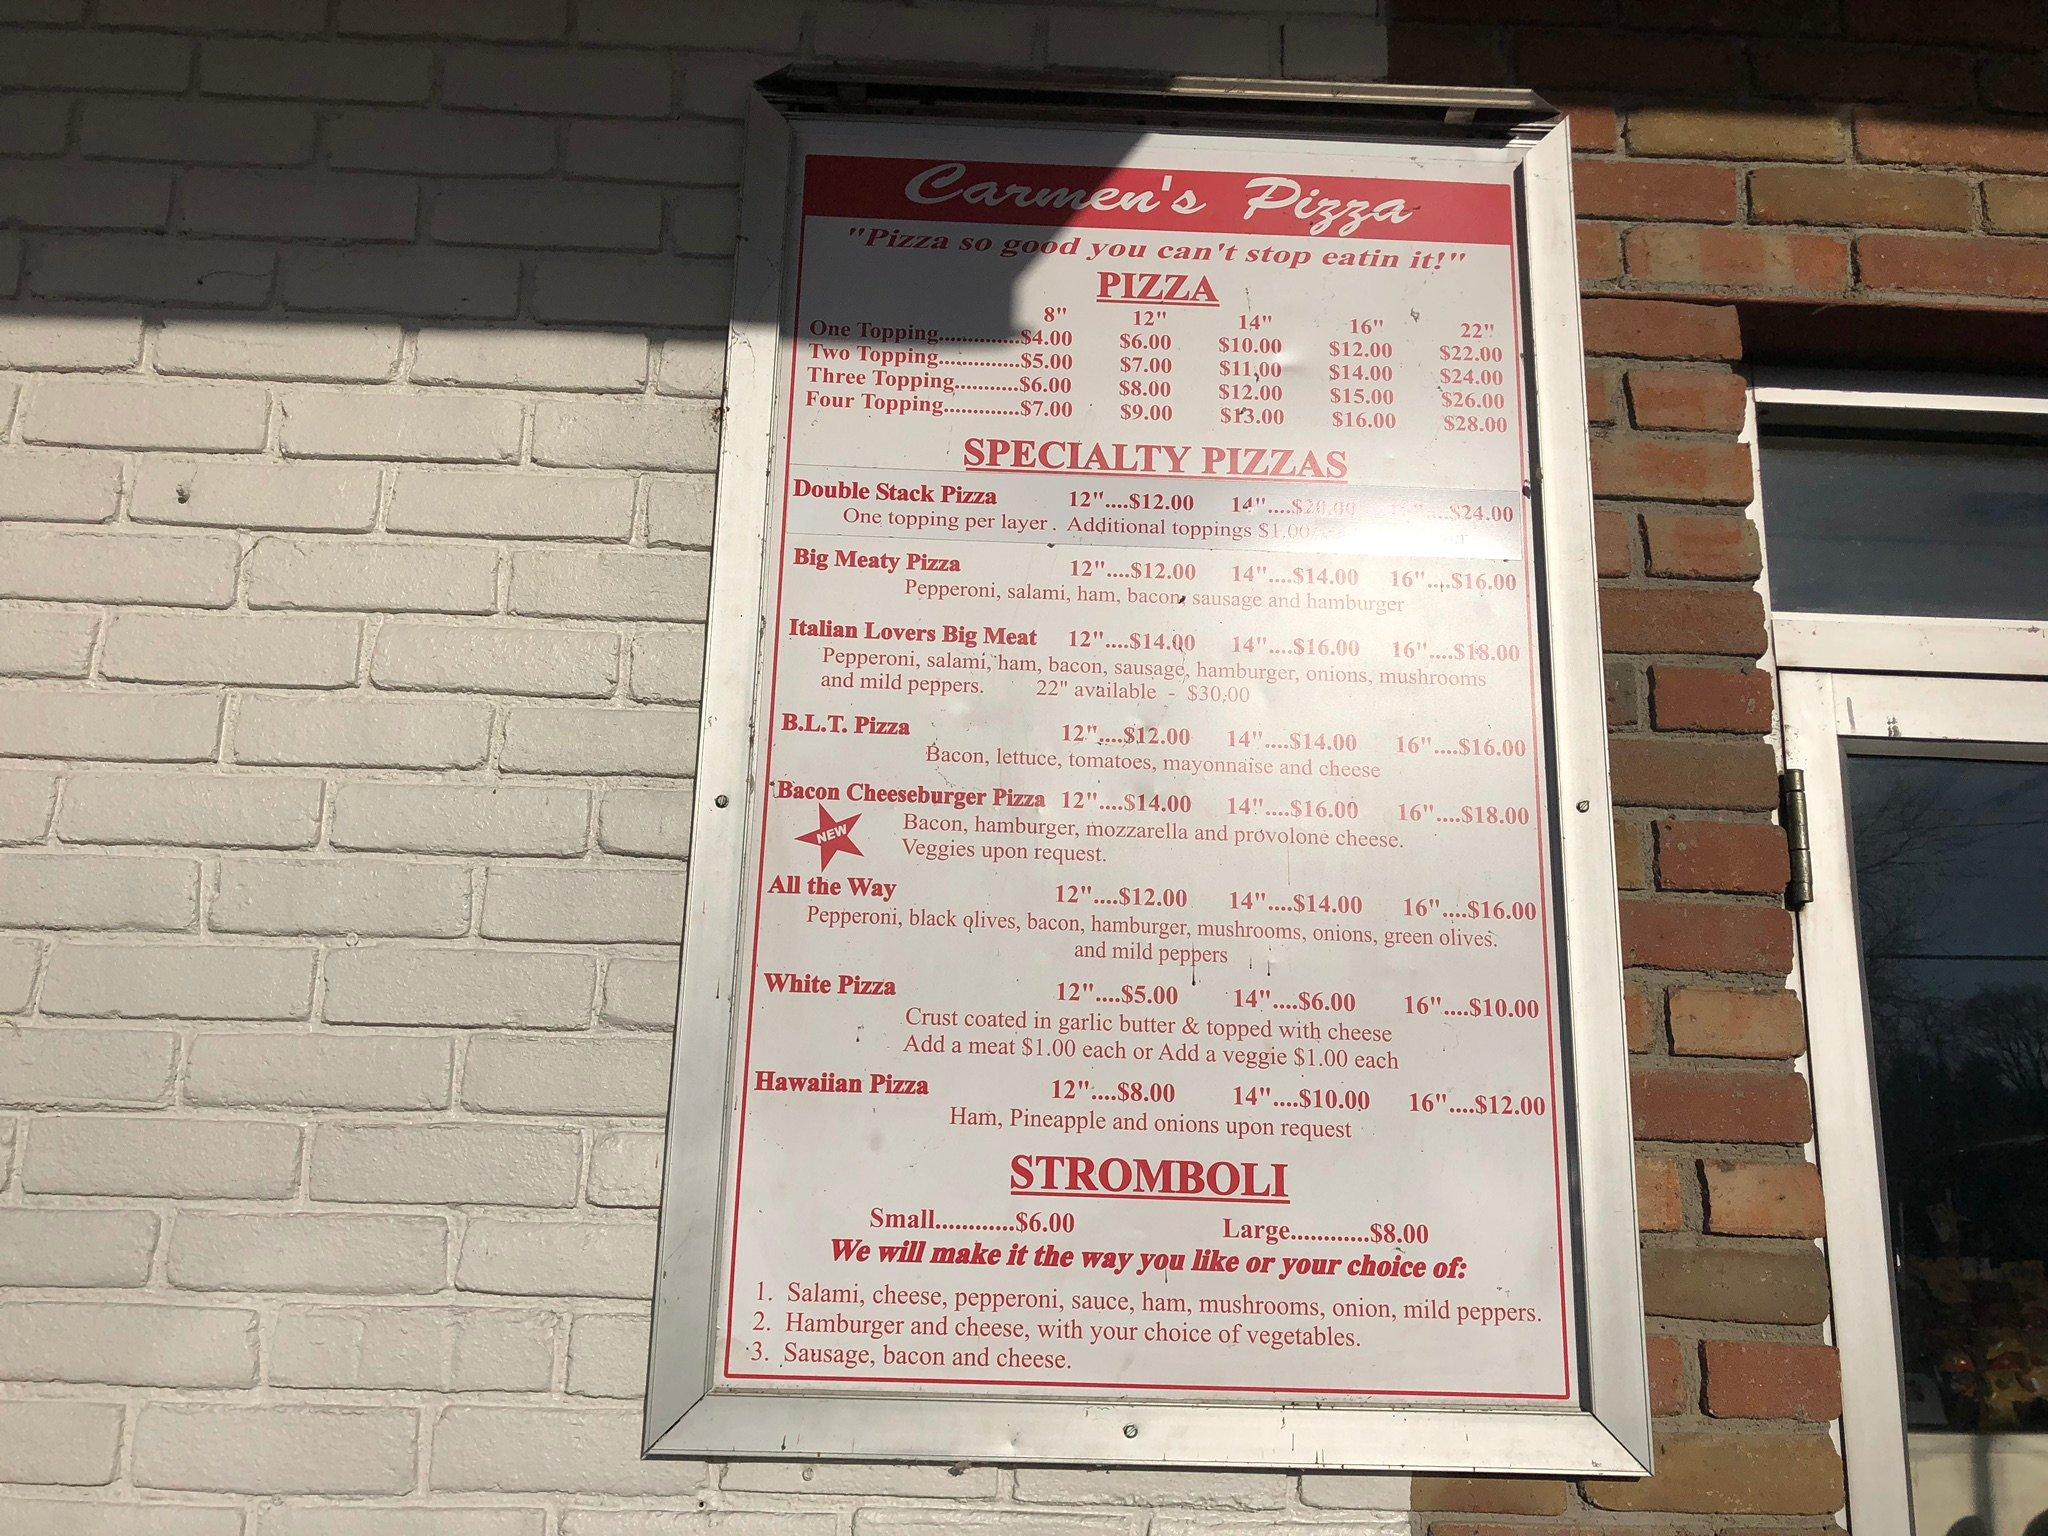 Carmen's Pizza
"Pizza so good you can't stop eatin it!"
PIZZA
8" 12" 14" 16" 22"
One Topping...............$4.00 $6.00 $10.00 $12.00 $22.00
Two Topping..............$5.00 $7.00 $11.00 $14.00 $24.00
Three Topping...........$6.00 $8.00 $12.00 $15.00 $26.00
Four Topping.............$7.00 $9.00 $13.00 $16.00 $28.00
SPECIALTY PIZZAS
Double Stack Pizza 12"....$12.00 14"....$20.00 $24.00
One topping per layer. Additional toppings $1.00
Big Meaty Pizza 12"....$12.00 14"....$14.00 16"....$16.00
Pepperoni, salami, ham, bacon, sausage and hamburger
Italian Lovers Big Meat 12"....$14.00 14"....$16.00 16"....$18.00
Pepperoni, salami, ham, bacon, sausage, hamburger, onions, mushrooms
and mild peppers. 22" available - $30.00
B.L.T. Pizza 12"....$12.00 14"....$14.00 16"....$16.00
Bacon, lettuce, tomatoes, mayonnaise and cheese
Bacon Cheeseburger Pizza 12"....$14.00 14"....$16.00 16"....$18.00
NEW Bacon, hamburger, mozzarella and provolone cheese.
Veggies upon request.
All the Way 12"....$12.00 14"....$14.00 16"....$16.00
Pepperoni, black olives, bacon, hamburger, mushrooms, onions, green olives.
and mild peppers
White Pizza 12"....$5.00 14"....$6.00 16"....$10.00
Crust coated in garlic butter & topped with cheese
Add a meat $1.00 each or Add a veggie $1.00 each
Hawaiian Pizza 12"....$8.00 14"....$10.00 16"....$12.00
Ham, Pineapple and onions upon request
STROMBOLI
Small............$6.00 Large............$8.00
We will make it the way you like or your choice of:
1. Salami, cheese, pepperoni, sauce, ham, mushrooms, onion, mild peppers.
2. Hamburger and cheese, with your choice of vegetables.
3. Sausage, bacon and cheese.